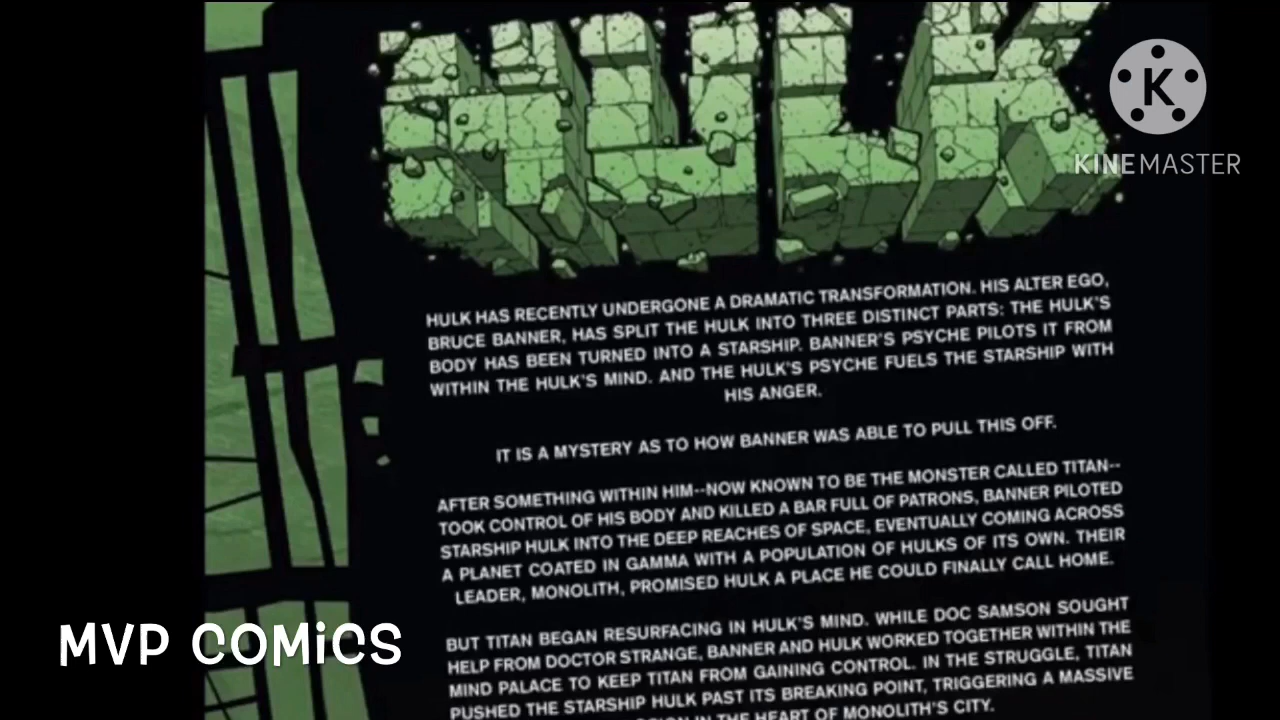 HULK
K
KINEMASTER
HULK HAS RECENTLY UNDERGONE A DRAMATIC TRANSFORMATION. HIS ALTER EGO,
BRUCE BANNER, HAS SPLIT THE HULK INTO THREE DISTINCT PARTS: THE HULK'S
BODY HAS BEEN TURNED INTO A STARSHIP. BANNER'S PSYCHE PILOTS IT FROM
WITHIN THE HULK'S MIND. AND THE HULK'S PSYCHE FUELS THE STARSHIP WITH
HIS ANGER.
IT IS A MYSTERY AS TO HOW BANNER WAS ABLE TO PULL THIS OFF.
AFTER SOMETHING WITHIN HIM--NOW KNOWN TO BE THE MONSTER CALLED TITAN--
TOOK CONTROL OF HIS BODY AND KILLED A BAR FULL OF PATRONS, BANNER PILOTED
STARSHIP HULK INTO THE DEEP REACHES OF SPACE, EVENTUALLY COMING ACROSS
A PLANET COATED IN GAMMA WITH A POPULATION OF HULKS OF ITS OWN. THEIR
LEADER, MONOLITH, PROMISED HULK A PLACE HE COULD FINALLY CALL HOME.
BUT TITAN BEGAN RESURFACING IN HULK'S MIND. WHILE DOC SAMSON SOUGHT
HELP FROM DOCTOR STRANGE, BANNER AND HULK WORKED TOGETHER WITHIN THE
MIND PALACE TO KEEP TITAN FROM GAINING CONTROL. IN THE STRUGGLE, TITAN
PUSHED THE STARSHIP HULK PAST ITS BREAKING POINT, TRIGGERING A MASSIVE
IN THE HEART OF MONOLITH'S CITY.
MVP COMiCS